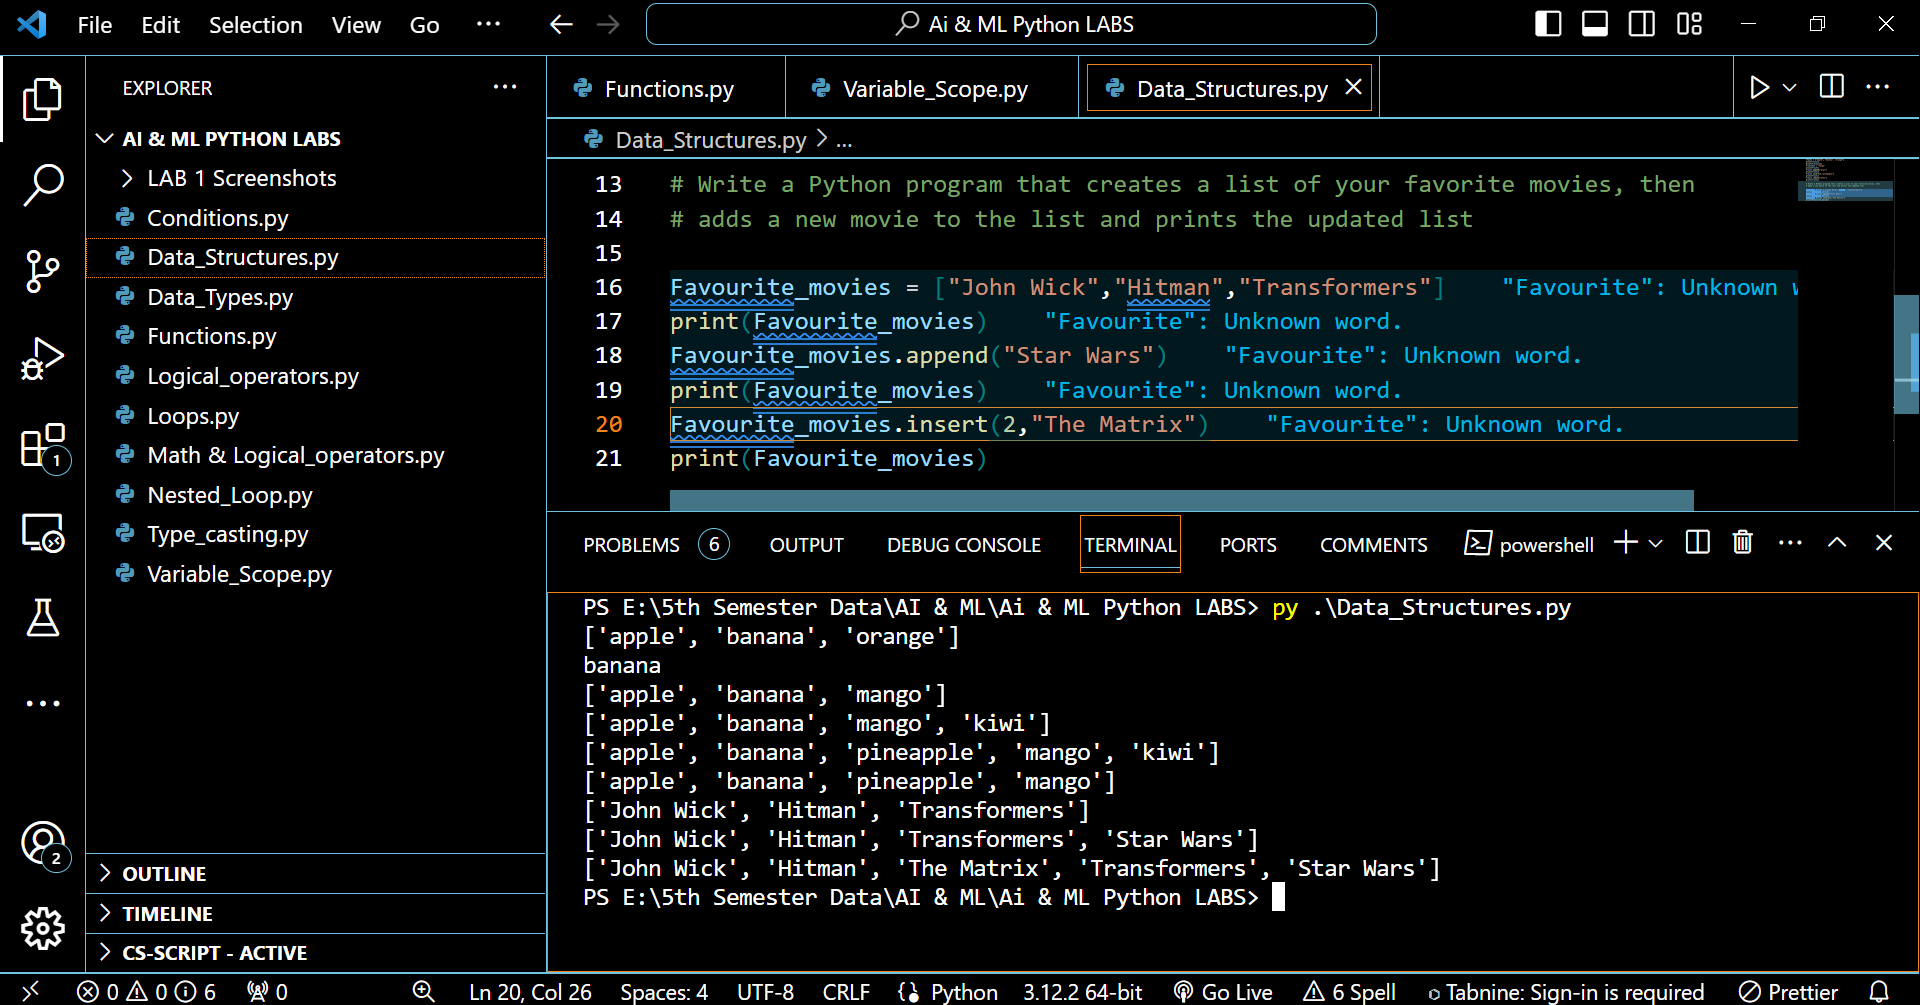 File Edit Selection View Go ··· Ai & ML Python LABS
EXPLORER ···
AI & ML PYTHON LABS
LAB 1 Screenshots
Conditions.py
Data_Structures.py
Data_Types.py
Functions.py
Logical_operators.py
Loops.py
Math & Logical_operators.py
Nested_Loop.py
Type_casting.py
Variable_Scope.py
OUTLINE
TIMELINE
CS-SCRIPT - ACTIVE
1
2
Functions.py Variable_Scope.py Data_Structures.py
Data_Structures.py > ...
13 # Write a Python program that creates a list of your favorite movies, then
14 # adds a new movie to the list and prints the updated list
15
16 Favourite_movies = ["John Wick","Hitman","Transformers"] "Favourite": Unknown
17 print(Favourite_movies) "Favourite": Unknown word.
18 Favourite_movies.append("Star Wars") "Favourite": Unknown word.
19 print(Favourite_movies) "Favourite": Unknown word.
20 Favourite_movies.insert(2,"The Matrix") "Favourite": Unknown word.
21 print(Favourite_movies)
PROBLEMS 6 OUTPUT DEBUG CONSOLE TERMINAL PORTS COMMENTS powershell
PS E:\5th Semester Data\AI & ML\Ai & ML Python LABS> py .\Data_Structures.py
['apple', 'banana', 'orange']
banana
['apple', 'banana', 'mango']
['apple', 'banana', 'mango', 'kiwi']
['apple', 'banana', 'pineapple', 'mango', 'kiwi']
['apple', 'banana', 'pineapple', 'mango']
['John Wick', 'Hitman', 'Transformers']
['John Wick', 'Hitman', 'Transformers', 'Star Wars']
['John Wick', 'Hitman', 'The Matrix', 'Transformers', 'Star Wars']
PS E:\5th Semester Data\AI & ML\Ai & ML Python LABS>
0 0 6 0 Ln 20, Col 26 Spaces: 4 UTF-8 CRLF {} Python 3.12.2 64-bit Go Live 6 Spell Tabnine: Sign-in is required Prettier